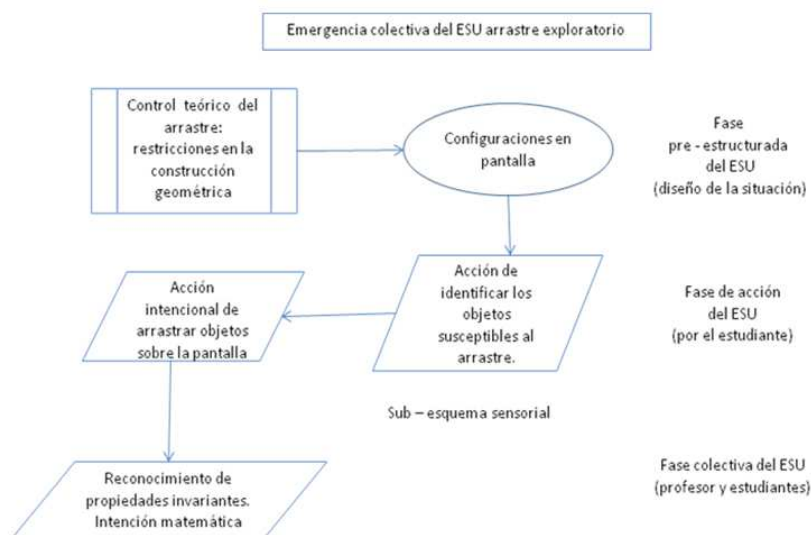 Emergencia colectiva del ESU arrastre exploratorio
Control teórico del
arrastre:
restricciones en la
construcción
geométrica
Configuraciones en
pantalla
Fase
pre - estructurada
del ESU
(diseño de la situación)
Acción
intencional de
arrastrar objetos
sobre la pantalla
Acción de
identificar los
objetos
susceptibles al
arrastre.
Fase de acción
del ESU
(por el estudiante)
Sub – esquema sensorial
Reconocimiento de
propiedades invariantes.
Intención matemática
Fase colectiva del ESU
(profesor y estudiantes)